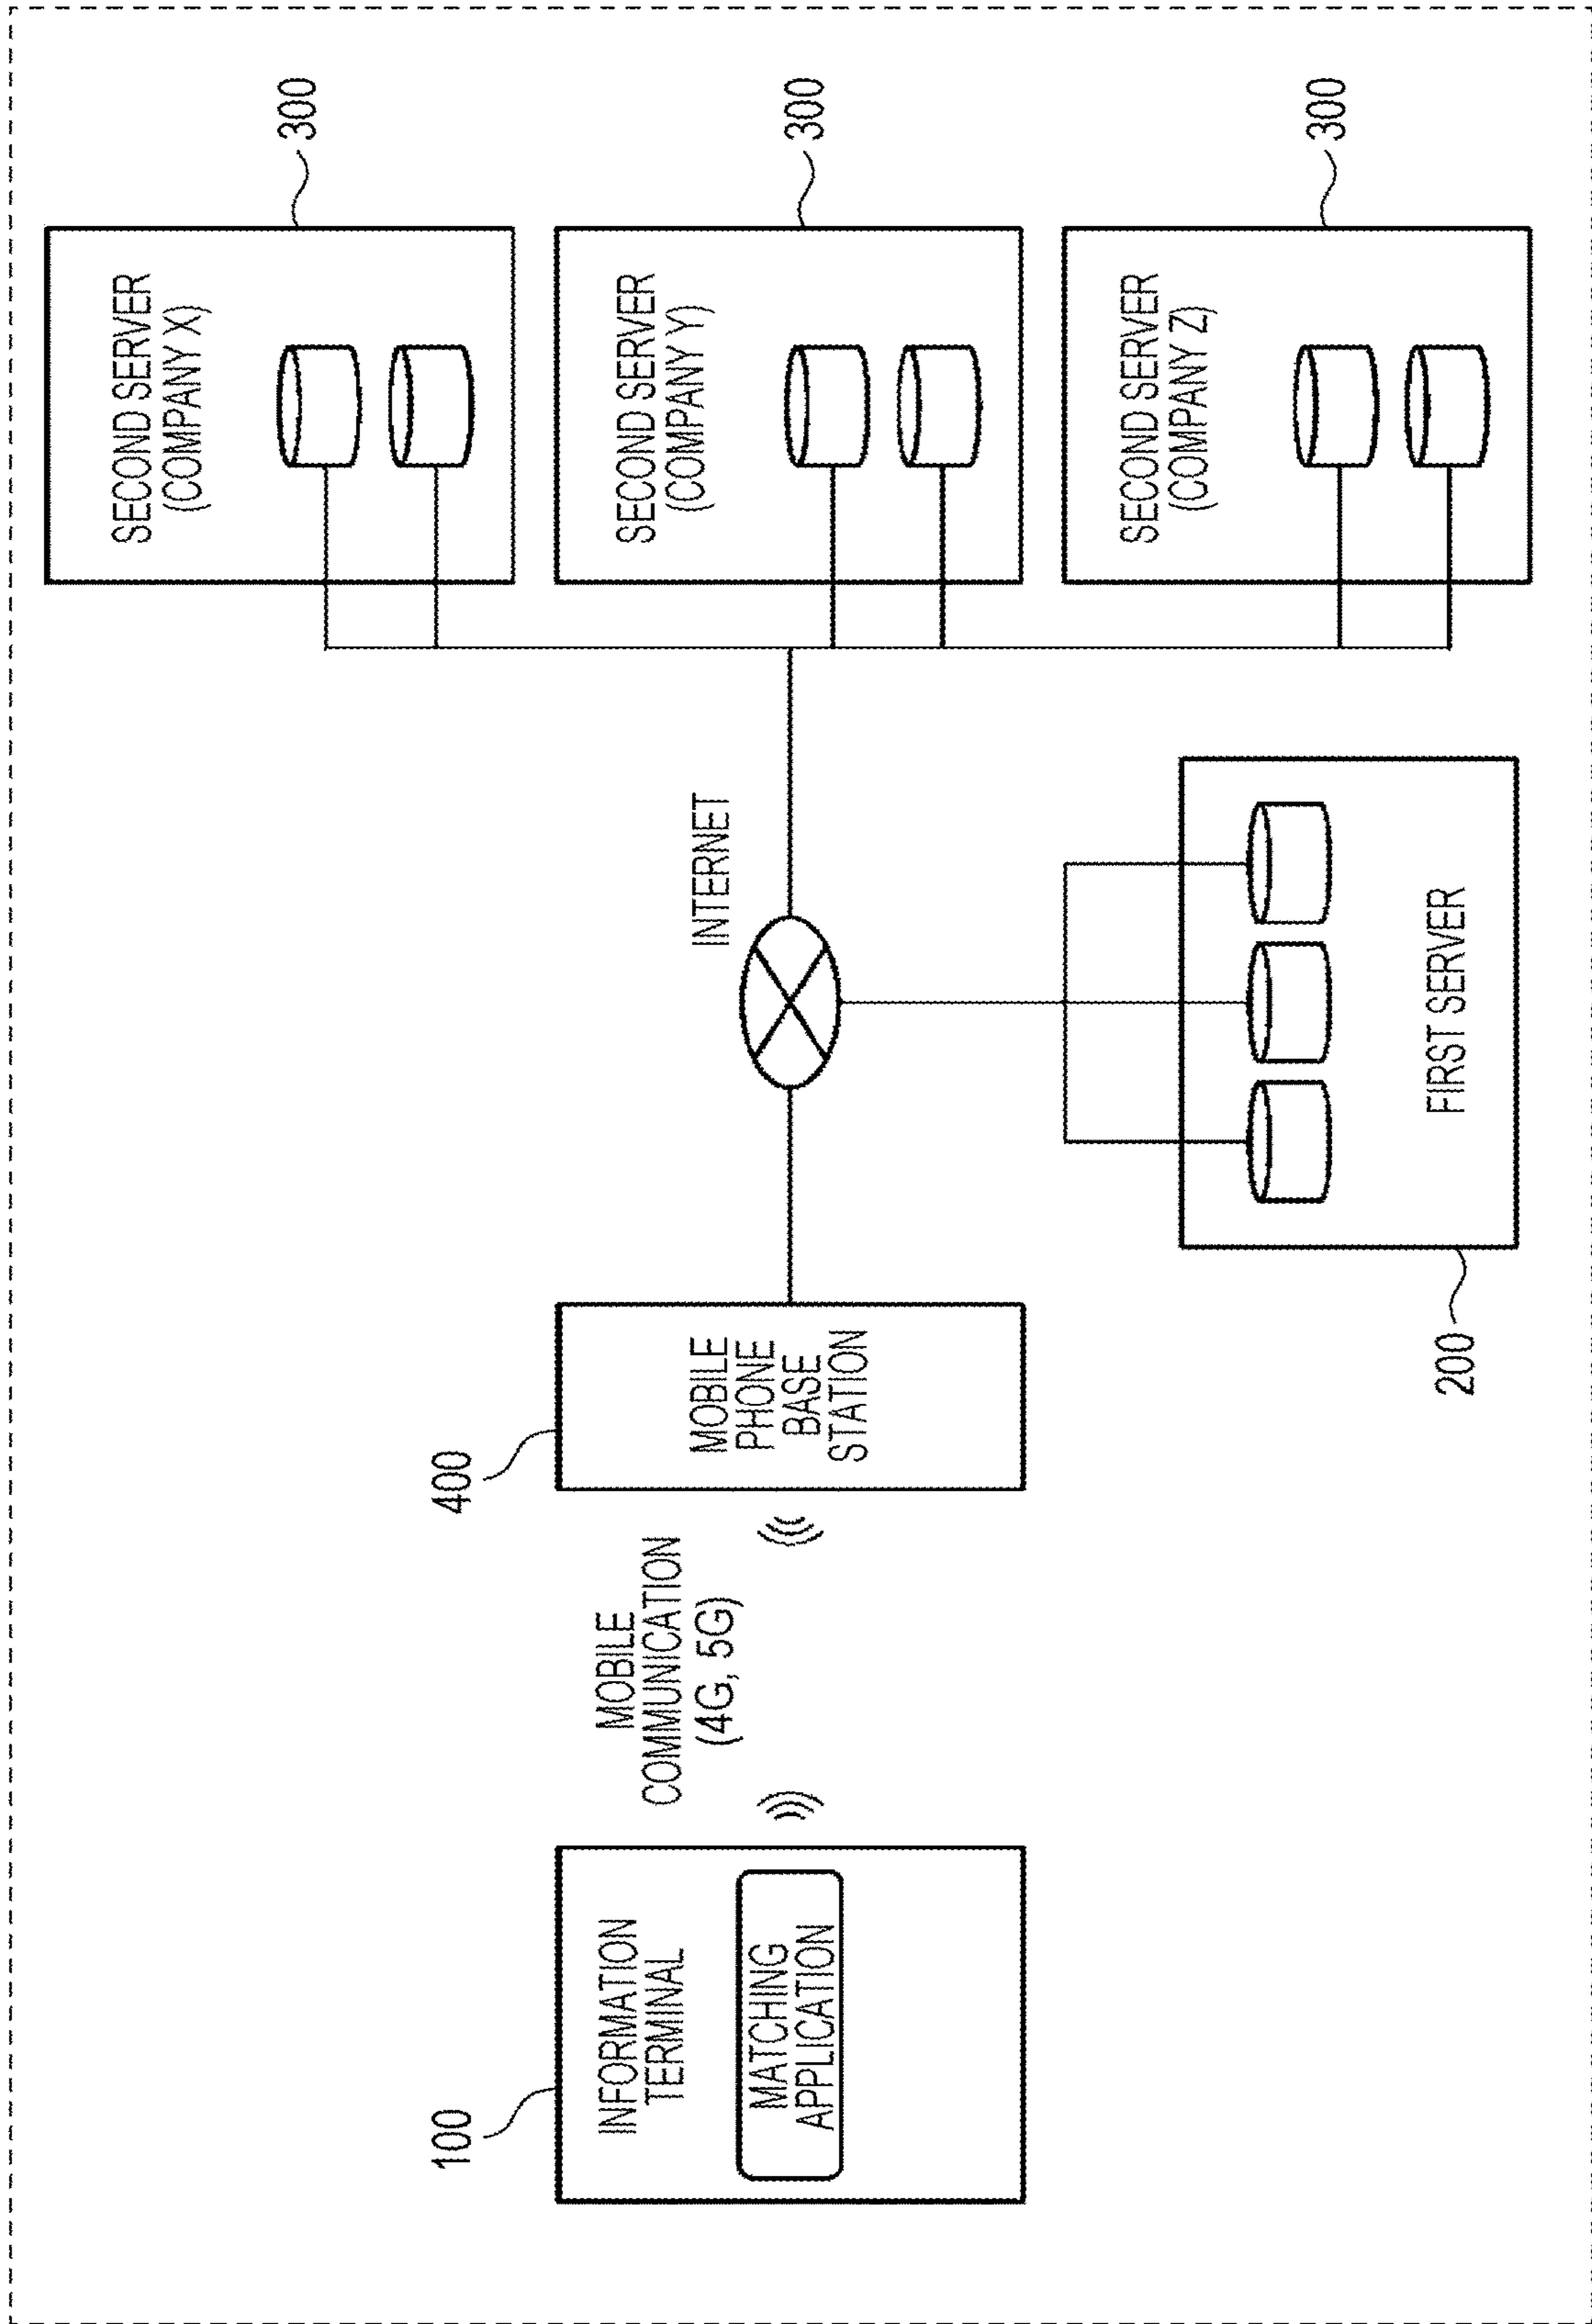 100
INFORMATION
TERMINAL
MATCHING
APPLICATION
MOBILE
COMMUNICATION
(4G, 5G)
400
MOBILE
PHONE
BASE
STATION
INTERNET
200
FIRST SERVER
SECOND SERVER
(COMPANY X)
300
SECOND SERVER
(COMPANY Y)
300
SECOND SERVER
(COMPANY Z)
300